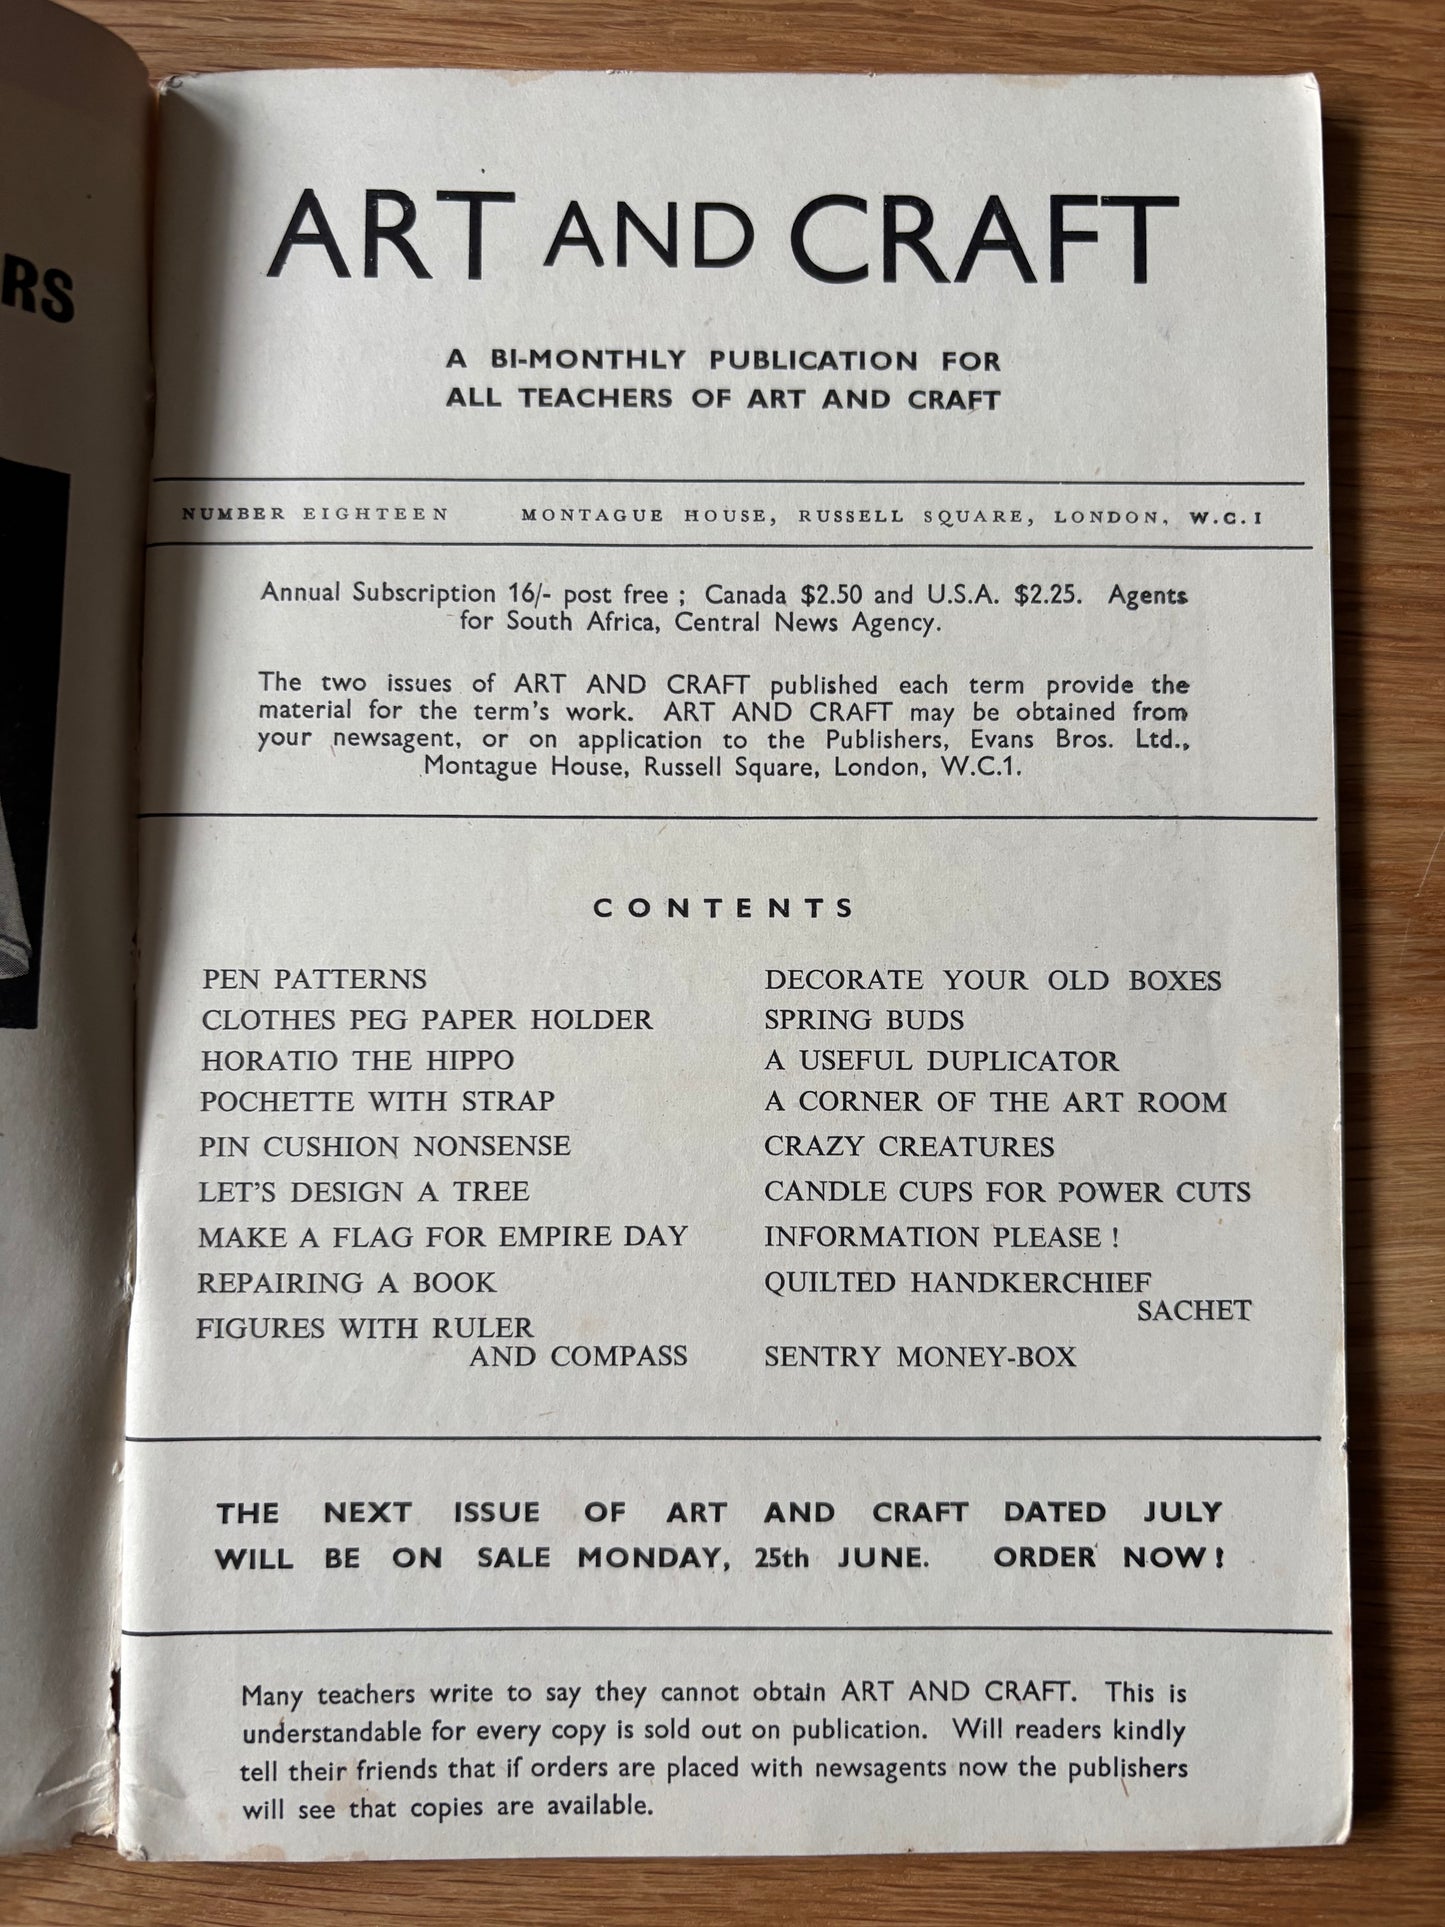 RS
ART AND CRAFT
A BI-MONTHLY PUBLICATION FOR
ALL TEACHERS OF ART AND CRAFT
NUMBER EIGHTEEN MONTAGUE HOUSE, RUSSELL SQUARE, LONDON, W.C.1
Annual Subscription 16/- post free ; Canada $2.50 and U.S.A. $2.25. Agents
for South Africa, Central News Agency.
The two issues of ART AND CRAFT published each term provide the
material for the term's work. ART AND CRAFT may be obtained from
your newsagent, or on application to the Publishers, Evans Bros. Ltd.,
Montague House, Russell Square, London, W.C.1.
CONTENTS
PEN PATTERNS
CLOTHES PEG PAPER HOLDER
HORATIO THE HIPPO
POCHETTE WITH STRAP
PIN CUSHION NONSENSE
LET'S DESIGN A TREE
MAKE A FLAG FOR EMPIRE DAY
REPAIRING A BOOK
FIGURES WITH RULER
AND COMPASS
DECORATE YOUR OLD BOXES
SPRING BUDS
A USEFUL DUPLICATOR
A CORNER OF THE ART ROOM
CRAZY CREATURES
CANDLE CUPS FOR POWER CUTS
INFORMATION PLEASE !
QUILTED HANDKERCHIEF
SACHET
SENTRY MONEY-BOX
THE NEXT ISSUE OF ART AND CRAFT DATED JULY
WILL BE ON SALE MONDAY, 25th JUNE. ORDER NOW!
Many teachers write to say they cannot obtain ART AND CRAFT. This is
understandable for every copy is sold out on publication. Will readers kindly
tell their friends that if orders are placed with newsagents now the publishers
will see that copies are available.